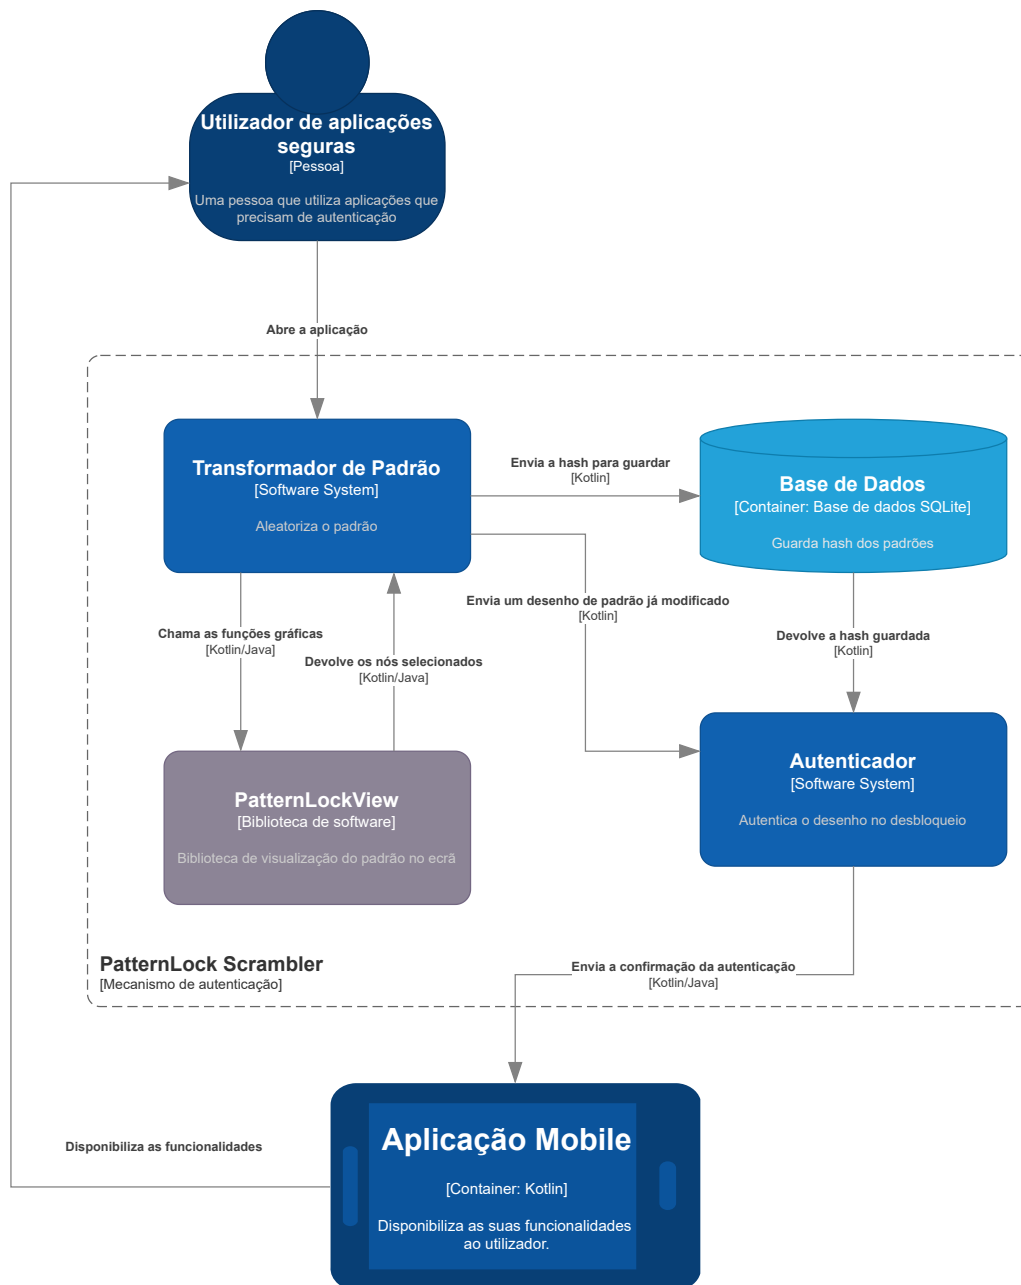 Utilizador de aplicações
seguras
[Pessoa]
Uma pessoa que utiliza aplicações que
precisam de autenticação
Abre a aplicação
Transformador de Padrão
[Software System]
Aleatoriza o padrão
Envia a hash para guardar
[Kotlin]
Base de Dados
[Container: Base de dados SQLite]
Guarda hash dos padrões
Envia um desenho de padrão já modificado
[Kotlin]
Chama as funções gráficas
[Kotlin/Java]
Devolve os nós selecionados
[Kotlin/Java]
Devolve a hash guardada
[Kotlin]
PatternLockView
[Biblioteca de software]
Biblioteca de visualização do padrão no ecrã
Autenticador
[Software System]
Autentica o desenho no desbloqueio
PatternLock Scrambler
[Mecanismo de autenticação]
Envia a confirmação da autenticação
[Kotlin/Java]
Disponibiliza as funcionalidades
Aplicação Mobile
[Container: Kotlin]
Disponibiliza as suas funcionalidades
ao utilizador.